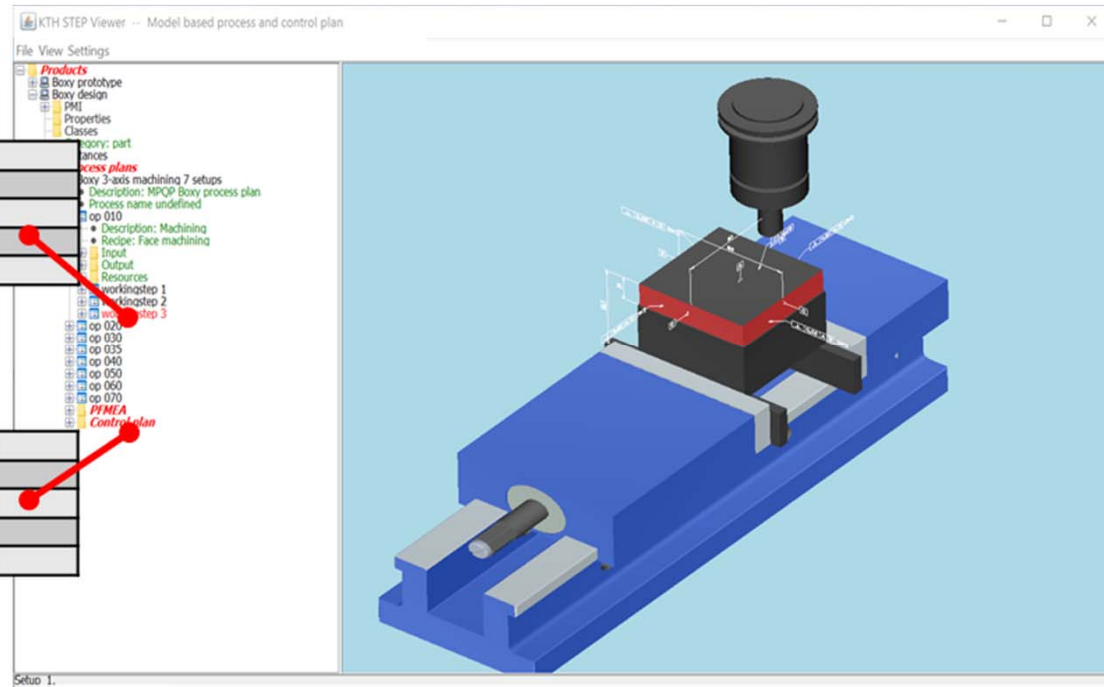 KTH STEP Viewer -- Model based process and control plan
File View Settings
Products
Boxy prototype
Boxy design
PMI
Properties
Classes
part
Process plans
Boxy 3-axis machining 7 setups
Description: MPQP Boxy process plan
Process name undefined
op 010
Description: Machining
Recipe: Face machining
Input
Output
Resources
workingstep 1
workingstep 2
workingstep 3
op 020
op 030
op 035
op 040
op 050
op 060
op 070
PFMEA
Control plan
Setup 1.